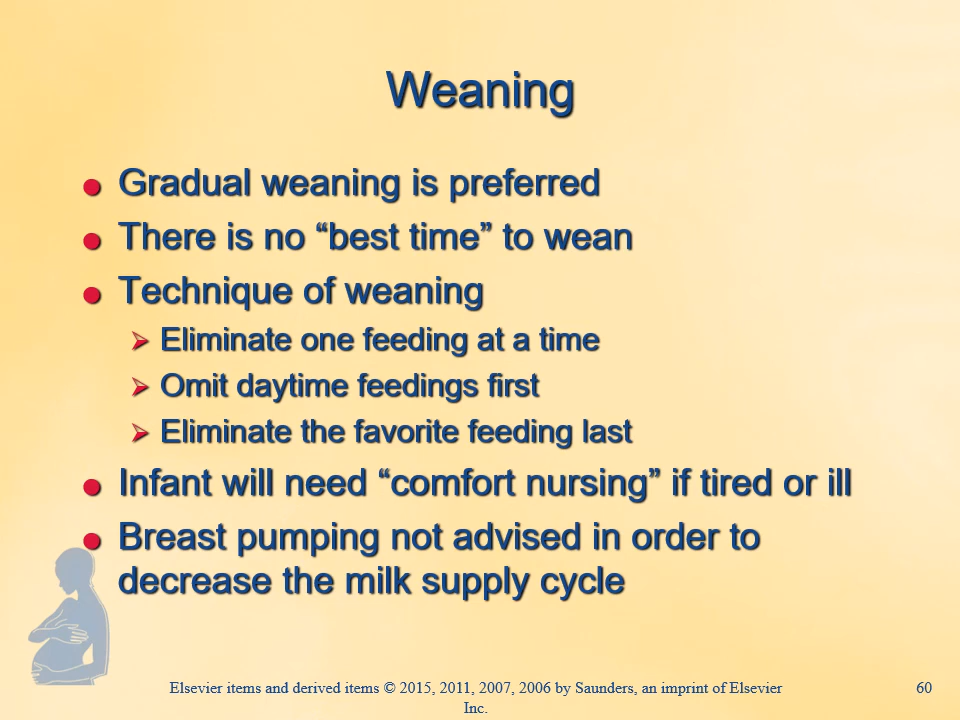 Weaning
Gradual weaning is preferred
There is no “best time” to wean
Technique of weaning
Eliminate one feeding at a time
Omit daytime feedings first
Eliminate the favorite feeding last
Infant will need “comfort nursing” if tired or ill
Breast pumping not advised in order to
decrease the milk supply cycle
Elsevier items and derived items © 2015, 2011, 2007, 2006 by Saunders, an imprint of Elsevier
Inc.
60